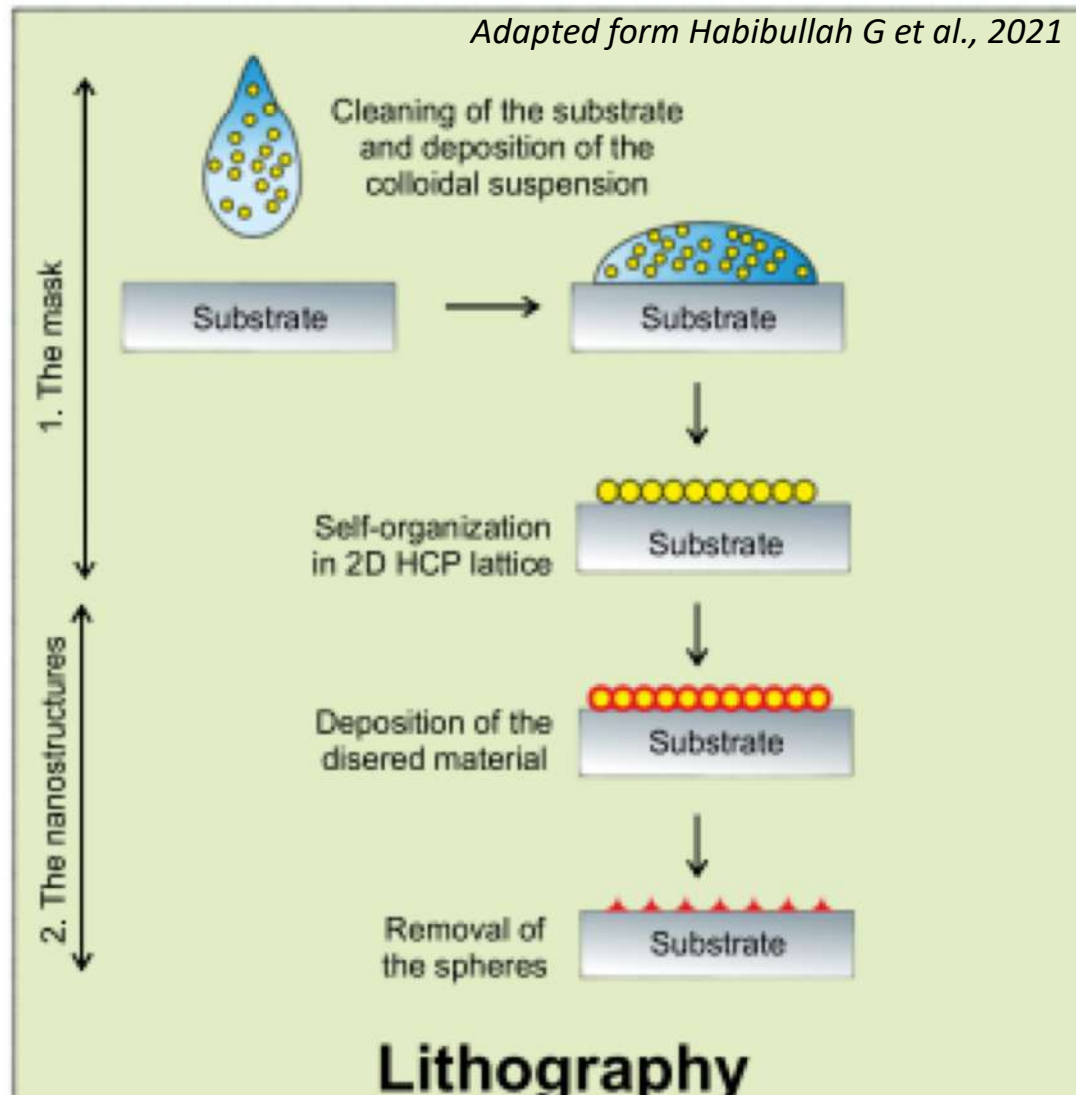 Adapted form Habibullah G et al., 2021
Cleaning of the substrate
and deposition of the
colloidal suspension
1. The mask
Substrate
Substrate
Self-organization
in 2D HCP lattice
Substrate
2. The nanostructures
Deposition of the
disered material
Substrate
Removal of
the spheres
Substrate
Lithography